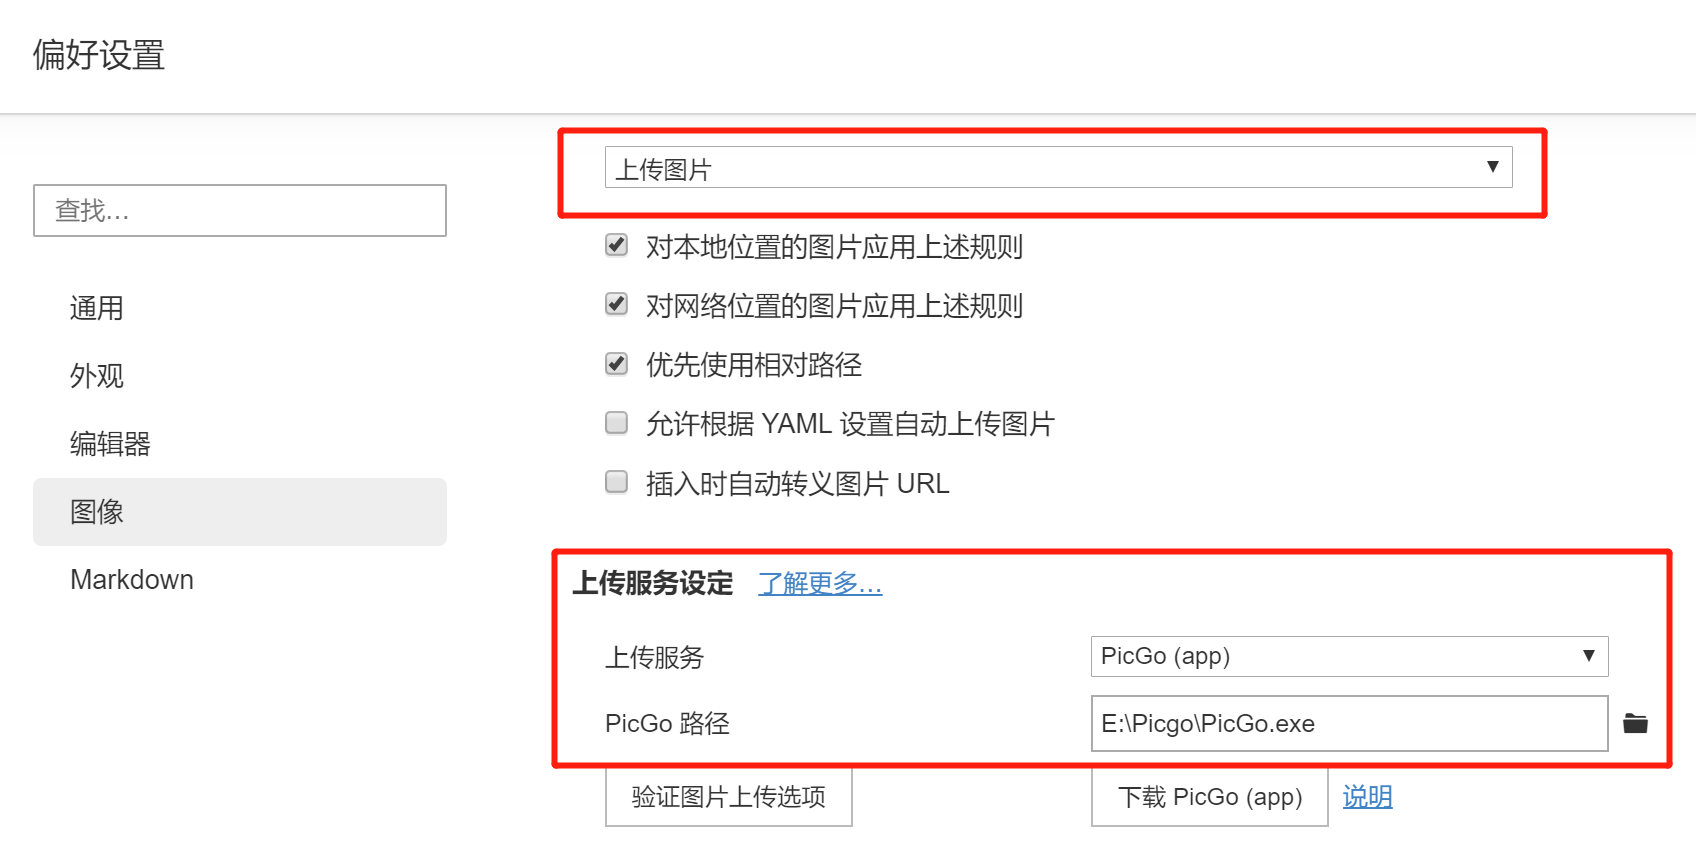 偏好设置
查找…
通用
外观
编辑器
图像
Markdown
上传图片
对本地位置的图片应用上述规则
对网络位置的图片应用上述规则
优先使用相对路径
允许根据 YAML 设置自动上传图片
插入时自动转义图片 URL
上传服务设定 了解更多…
上传服务 PicGo (app)
PicGo 路径 E:\Picgo\PicGo.exe
验证图片上传选项 下载 PicGo (app) 说明